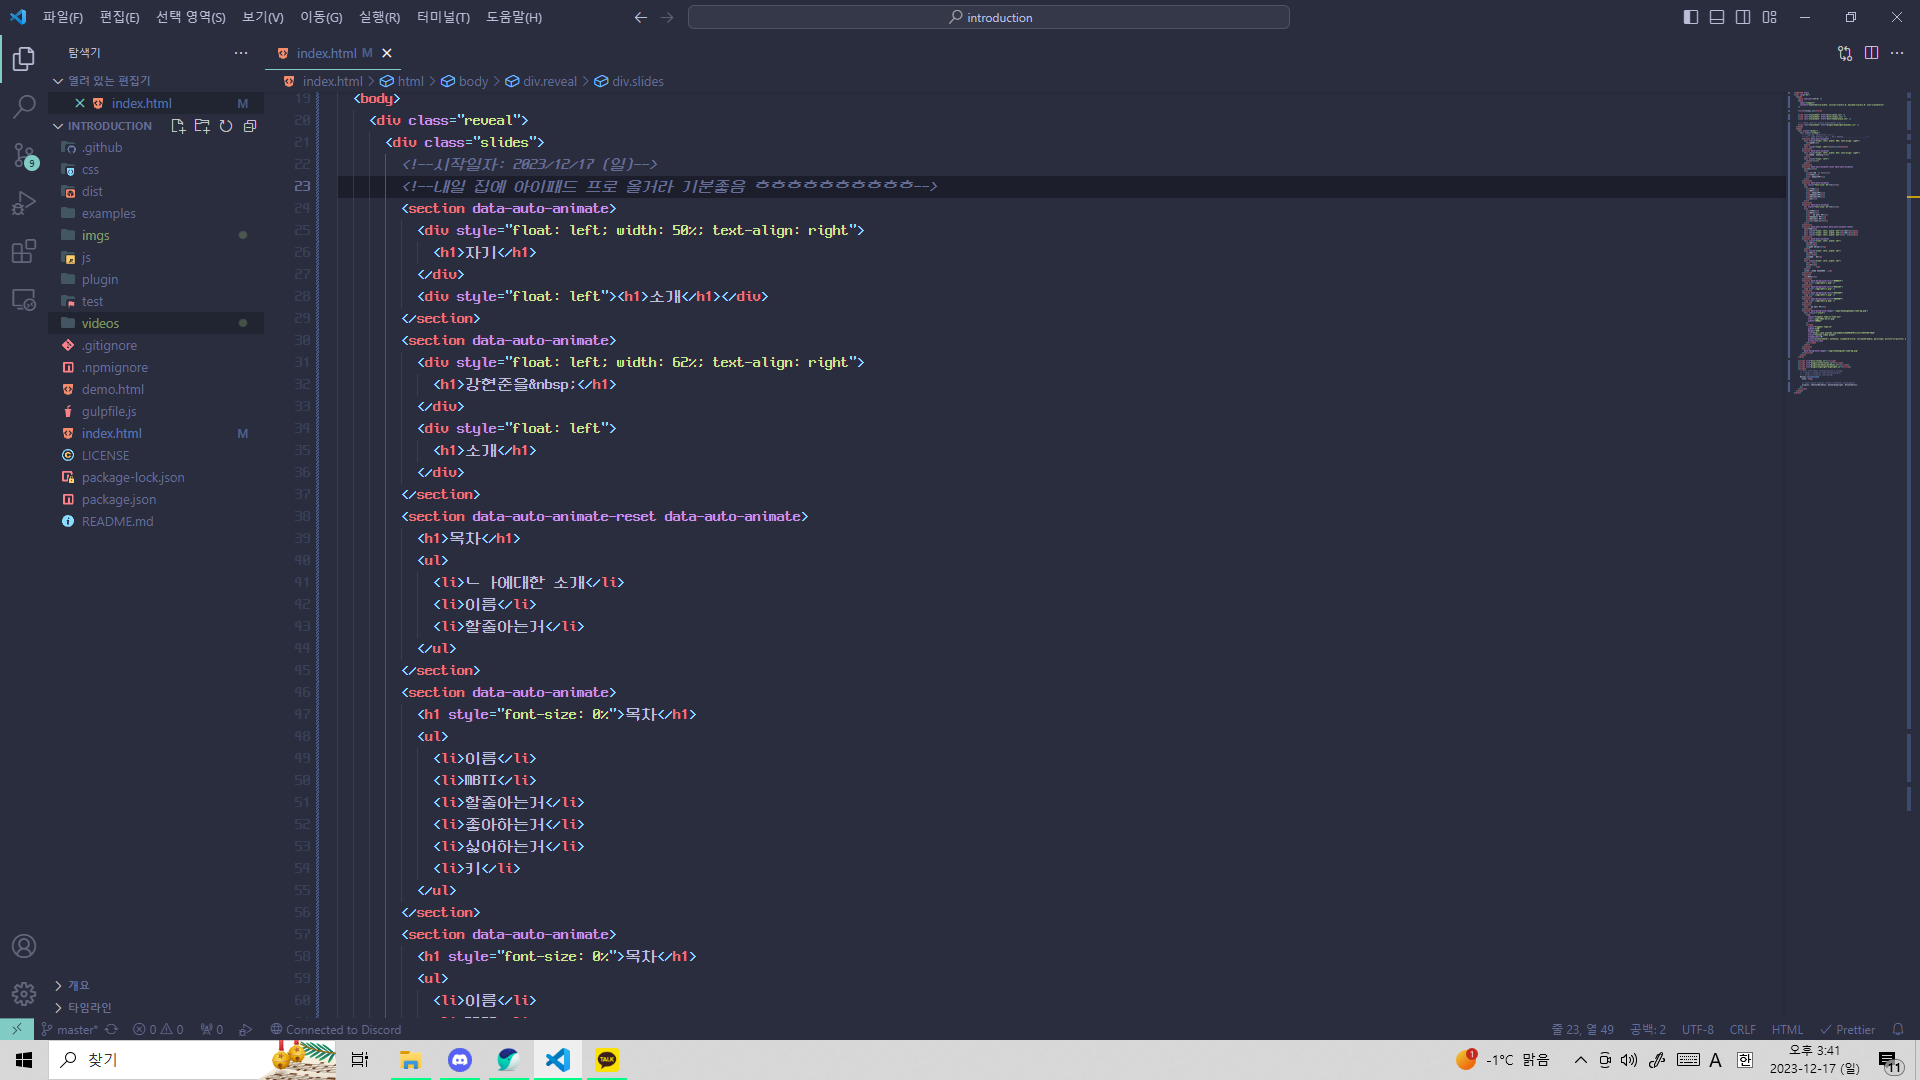 파일(F) 편집(E) 선택 영역(S) 보기(V) 이동(G) 실행(R) 터미널(T) 도움말(H)
introduction
탐색기
열려 있는 편집기
index.html M
INTRODUCTION
.github
css
dist
examples
imgs
js
plugin
test
videos
.gitignore
.npmignore
demo.html
gulpfile.js
index.html M
LICENSE
package-lock.json
package.json
README.md
개요
타임라인
9
index.html M
index.html > html > body > div.reveal > div.slides
19 <body>
20 <div class="reveal">
21 <div class="slides">
22 <!--시작일자: 2023/12/17 (일)-->
23 <!--내일 집에 아이패드 프로 올거라 기분좋음 ㅎㅎㅎㅎㅎㅎㅎㅎㅎㅎ-->
24 <section data-auto-animate>
25 <div style="float: left; width: 50%; text-align: right">
26 <h1>자기</h1>
27 </div>
28 <div style="float: left"><h1>소개</h1></div>
29 </section>
30 <section data-auto-animate>
31 <div style="float: left; width: 62%; text-align: right">
32 <h1>강현준을&nbsp;</h1>
33 </div>
34 <div style="float: left">
35 <h1>소개</h1>
36 </div>
37 </section>
38 <section data-auto-animate-reset data-auto-animate>
39 <h1>목차</h1>
40 <ul>
41 <li>ㄴ ㅏ에대한 소개</li>
42 <li>이름</li>
43 <li>할줄아는거</li>
44 </ul>
45 </section>
46 <section data-auto-animate>
47 <h1 style="font-size: 0%">목차</h1>
48 <ul>
49 <li>이름</li>
50 <li>MBTI</li>
51 <li>할줄아는거</li>
52 <li>좋아하는거</li>
53 <li>싫어하는거</li>
54 <li>키</li>
55 </ul>
56 </section>
57 <section data-auto-animate>
58 <h1 style="font-size: 0%">목차</h1>
59 <ul>
60 <li>이름</li>
master* 0 0 0 Connected to Discord 줄 23, 열 49 공백: 2 UTF-8 CRLF HTML Prettier
찾기 TALK 1 -1°C 맑음 A 한 오후 3:41
2023-12-17 (일) 11